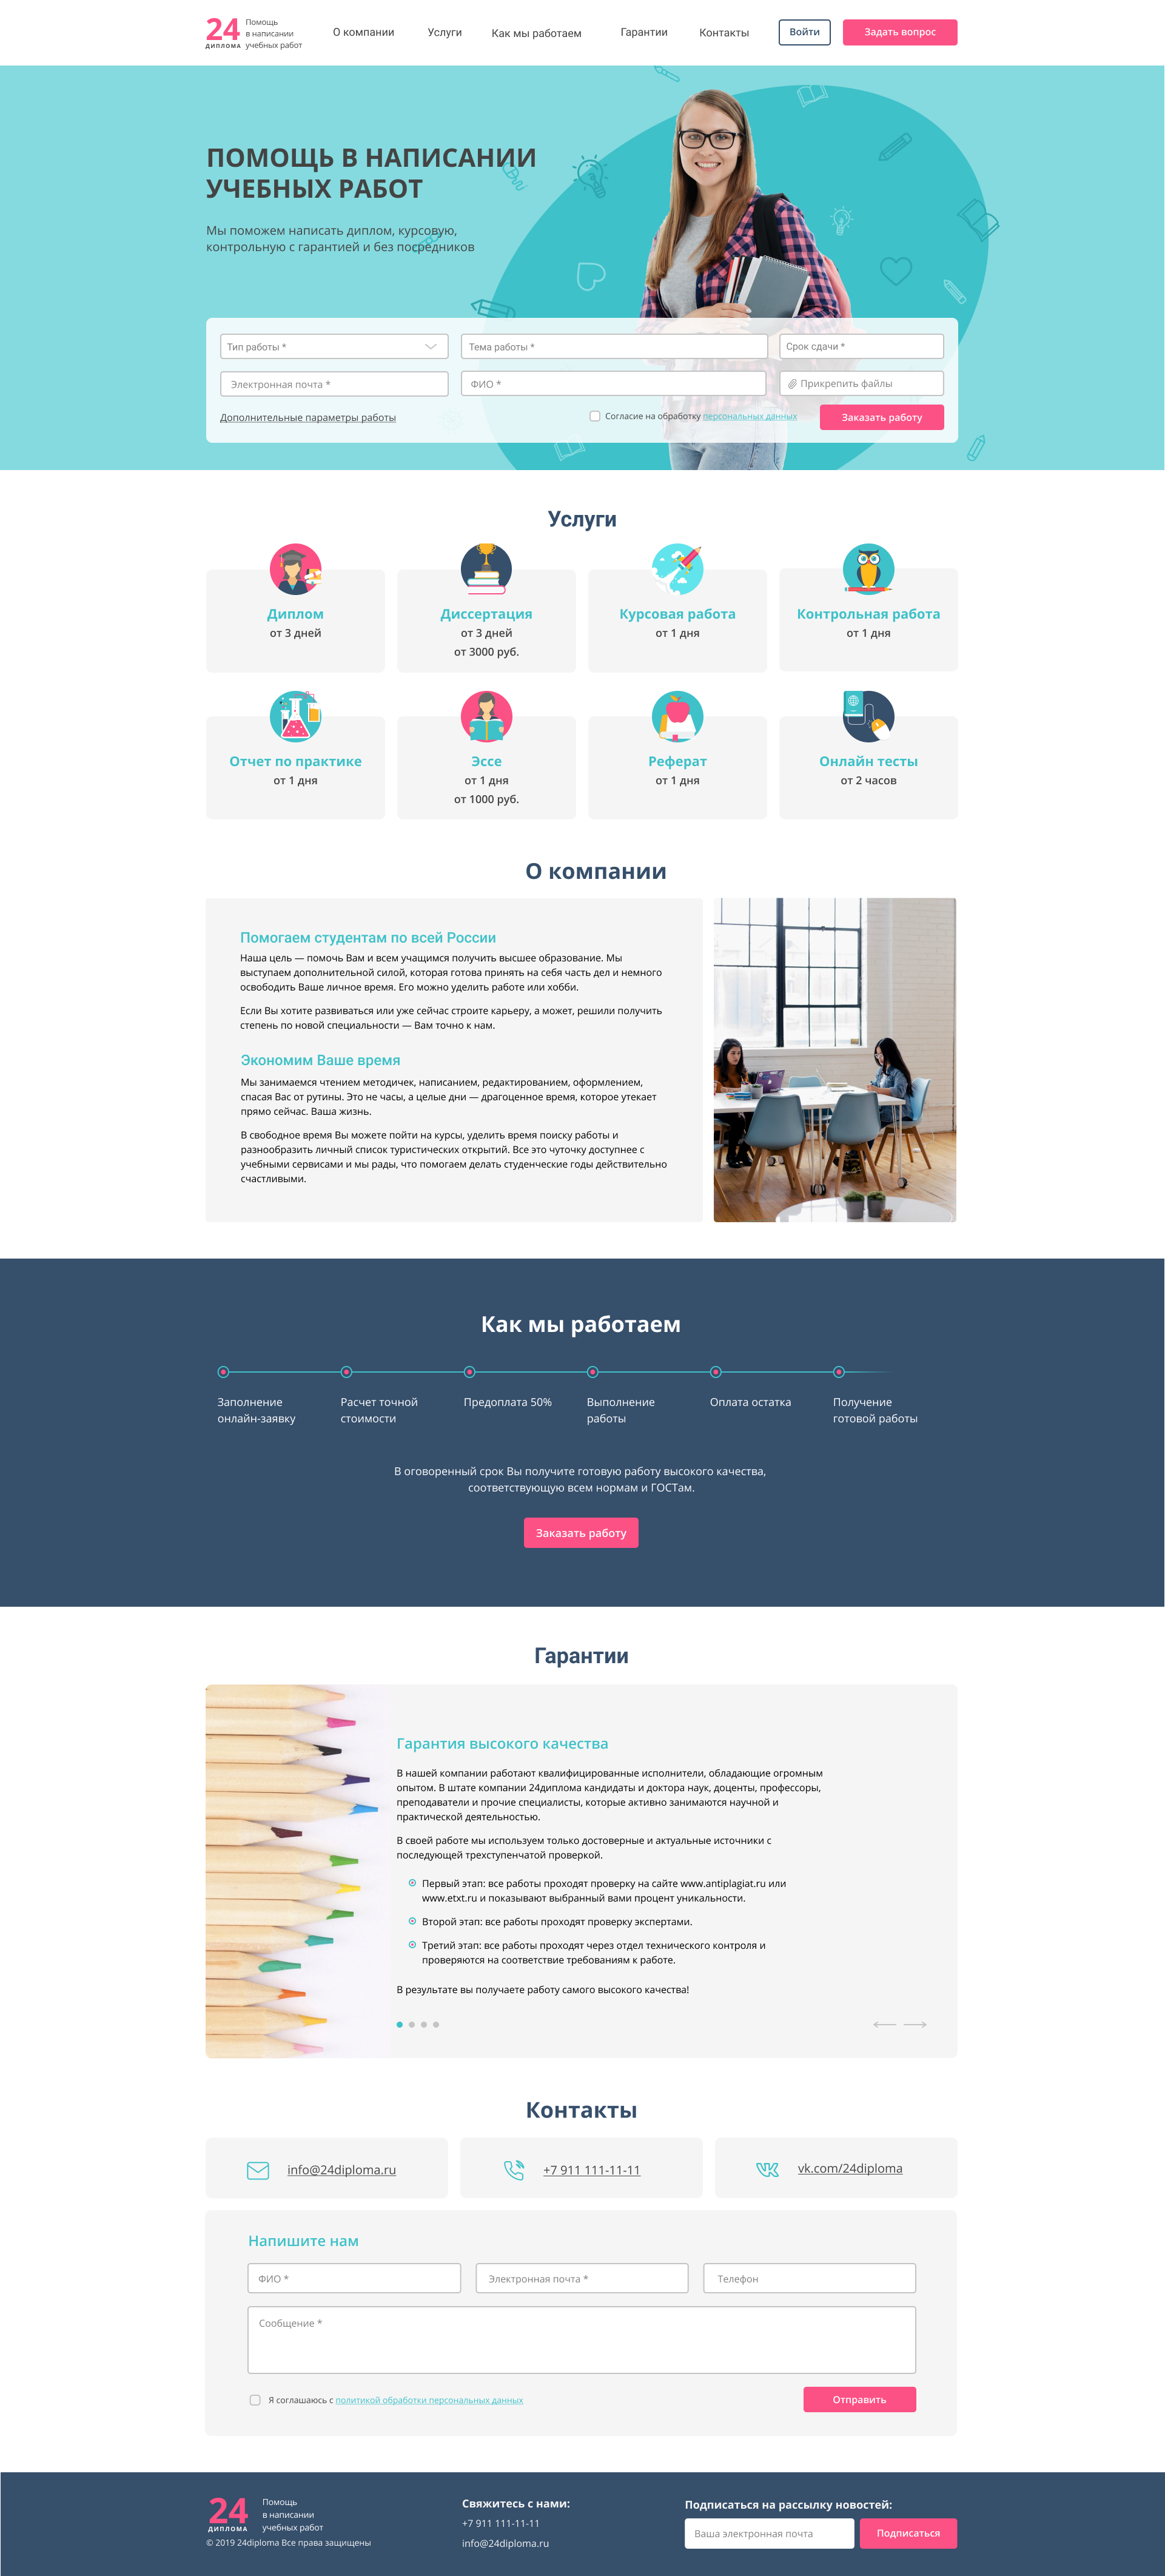 24
ДИПЛОМА
Помощь
в написании
учебных работ
О компании
Услуги
Как мы работаем
Гарантии
Контакты
Войти
Задать вопрос
ПОМОЩЬ В НАПИСАНИИ
УЧЕБНЫХ РАБОТ
Мы поможем написать диплом, курсовую,
контрольную с гарантией и без посредников
Тип работы *
Тема работы *
Срок сдачи *
Электронная почта *
ФИО *
Прикрепить файлы
Дополнительные параметры работы
Согласие на обработку персональных данных
Заказать работу
Услуги
Диплом
от 3 дней
Диссертация
от 3 дней
от 3000 руб.
Курсовая работа
от 1 дня
Контрольная работа
от 1 дня
Отчет по практике
от 1 дня
Эссе
от 1 дня
от 1000 руб.
Реферат
от 1 дня
Онлайн тесты
от 2 часов
О компании
Помогаем студентам по всей России
Наша цель — помочь Вам и всем учащимся получить высшее образование. Мы
выступаем дополнительной силой, которая готова принять на себя часть дел и немного
освободить Ваше личное время. Его можно уделить работе или хобби.
Если Вы хотите развиваться или уже сейчас строите карьеру, а может, решили получить
степень по новой специальности — Вам точно к нам.
Экономим Ваше время
Мы занимаемся чтением методичек, написанием, редактированием, оформлением,
спасая Вас от рутины. Это не часы, а целые дни — драгоценное время, которое утекает
прямо сейчас. Ваша жизнь.
В свободное время Вы можете пойти на курсы, уделить время поиску работы и
разнообразить личный список туристических открытий. Все это чуточку доступнее с
учебными сервисами и мы рады, что помогаем делать студенческие годы действительно
счастливыми.
Как мы работаем
Заполнение
онлайн-заявку
Расчет точной
стоимости
Предоплата 50%
Выполнение
работы
Оплата остатка
Получение
готовой работы
В оговоренный срок Вы получите готовую работу высокого качества,
соответствующую всем нормам и ГОСТам.
Заказать работу
Гарантии
Гарантия высокого качества
В нашей компании работают квалифицированные исполнители, обладающие огромным
опытом. В штате компании 24диплома кандидаты и доктора наук, доценты, профессоры,
преподаватели и прочие специалисты, которые активно занимаются научной и
практической деятельностью.
В своей работе мы используем только достоверные и актуальные источники с
последующей трехступенчатой проверкой.
Первый этап: все работы проходят проверку на сайте www.antiplagiat.ru или
www.etxt.ru и показывают выбранный вами процент уникальности.
Второй этап: все работы проходят проверку экспертами.
Третий этап: все работы проходят через отдел технического контроля и
проверяются на соответствие требованиям к работе.
В результате вы получаете работу самого высокого качества!
Контакты
info@24diploma.ru
+7 911 111-11-11
vk.com/24diploma
Напишите нам
ФИО *
Электронная почта *
Телефон
Сообщение *
Я соглашаюсь с политикой обработки персональных данных
Отправить
24
ДИПЛОМА
Помощь
в написании
учебных работ
© 2019 24diploma Все права защищены
Свяжитесь с нами:
+7 911 111-11-11
info@24diploma.ru
Подписаться на рассылку новостей:
Ваша электронная почта
Подписаться